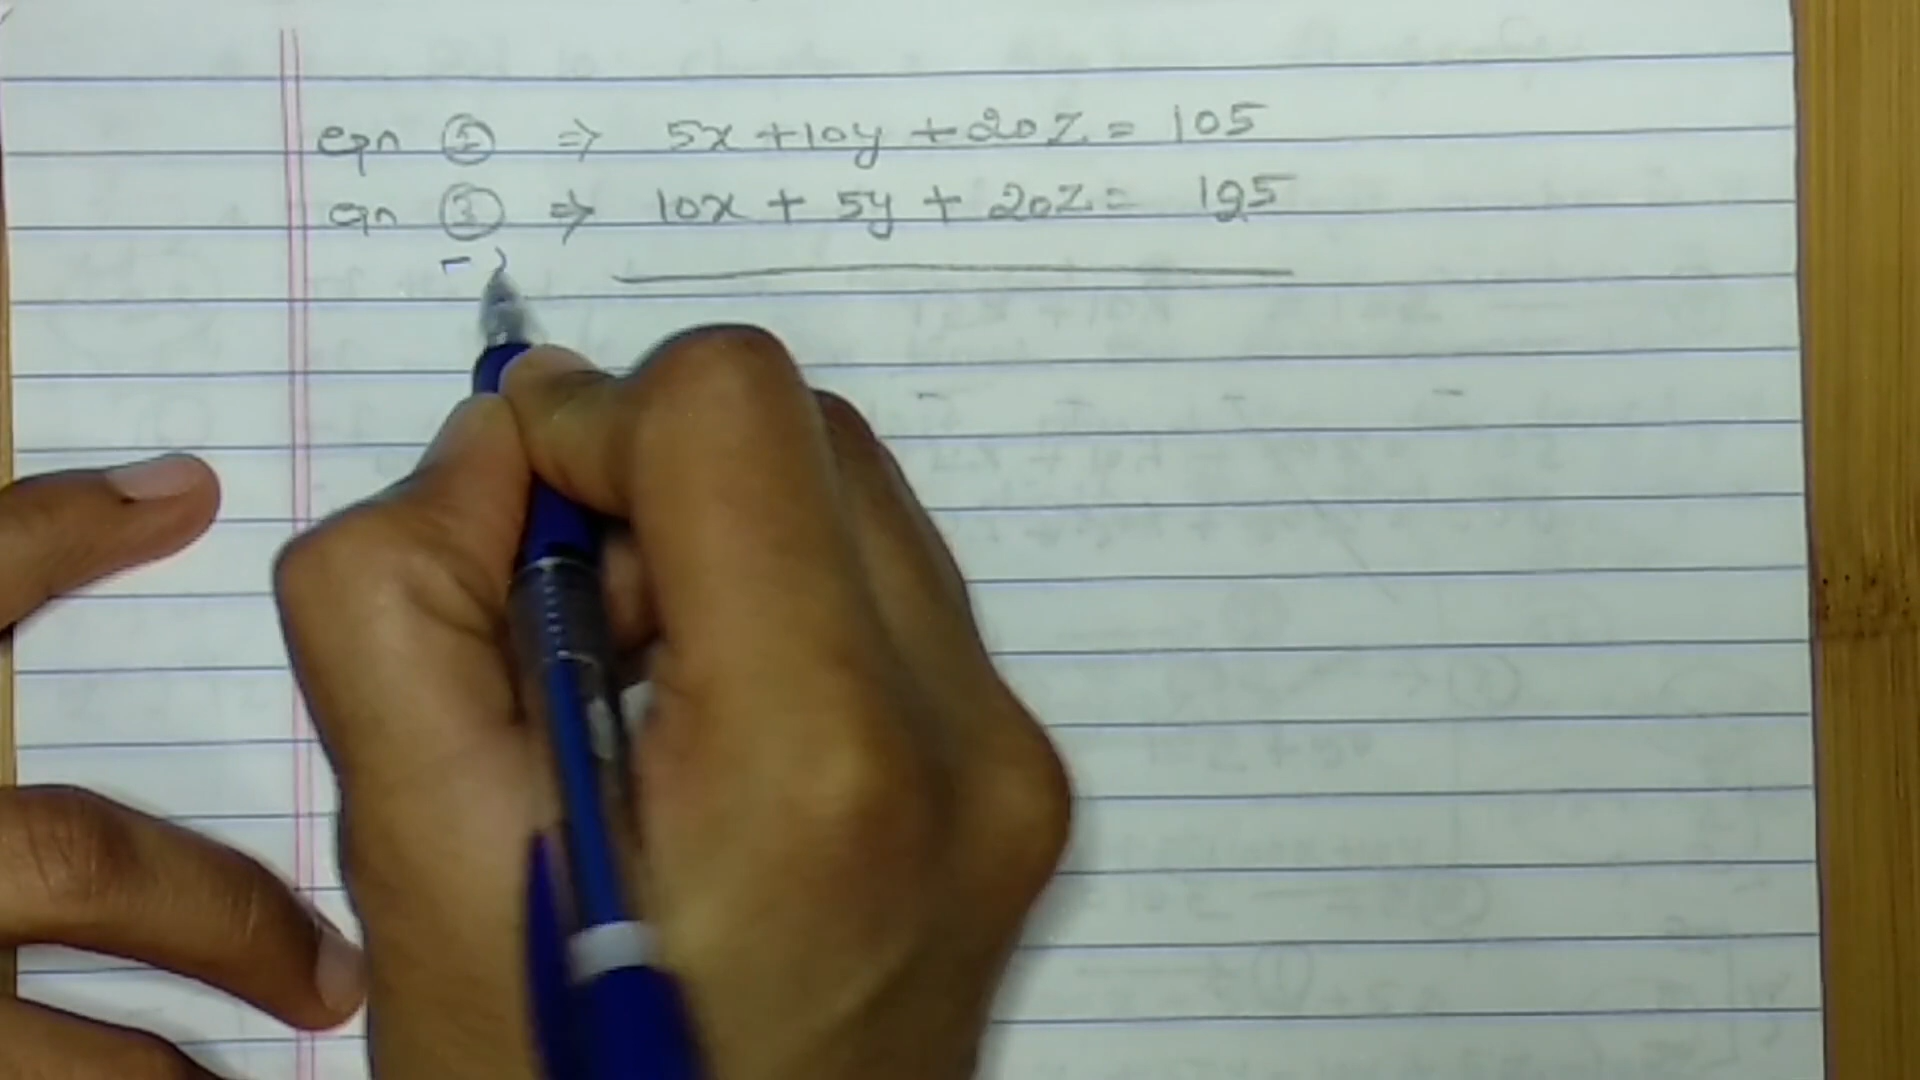 eqn ② ⇒ 5x + 10y + 20z = 105
eqn ③ ⇒ 10x + 5y + 20z = 195
-